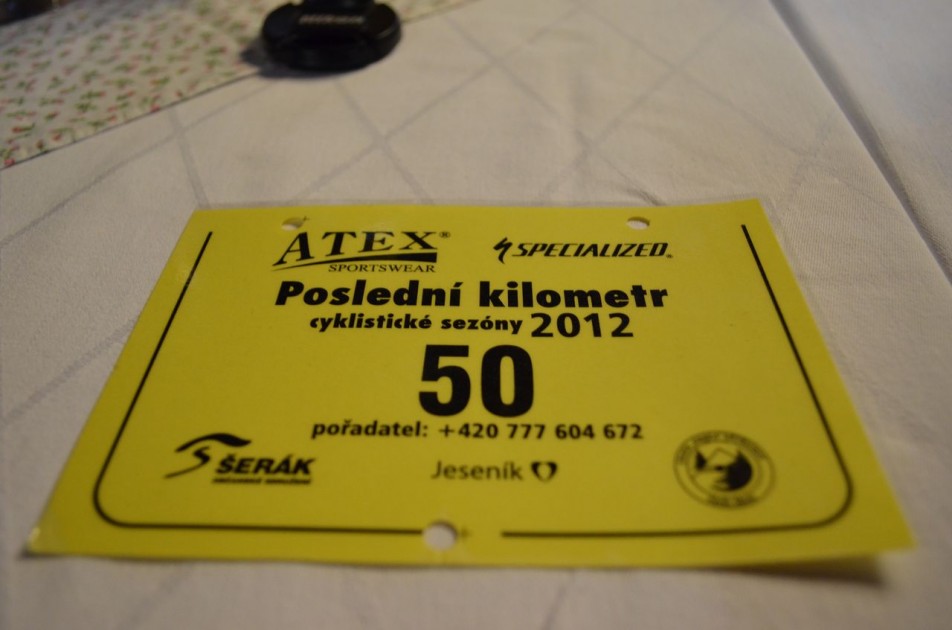 ATEX®
SPORTSWEAR
SPECIALIZED.
Poslední kilometr
cyklistické sezóny 2012
50
pořadatel: +420 777 604 672
ŠERÁK
Jeseník